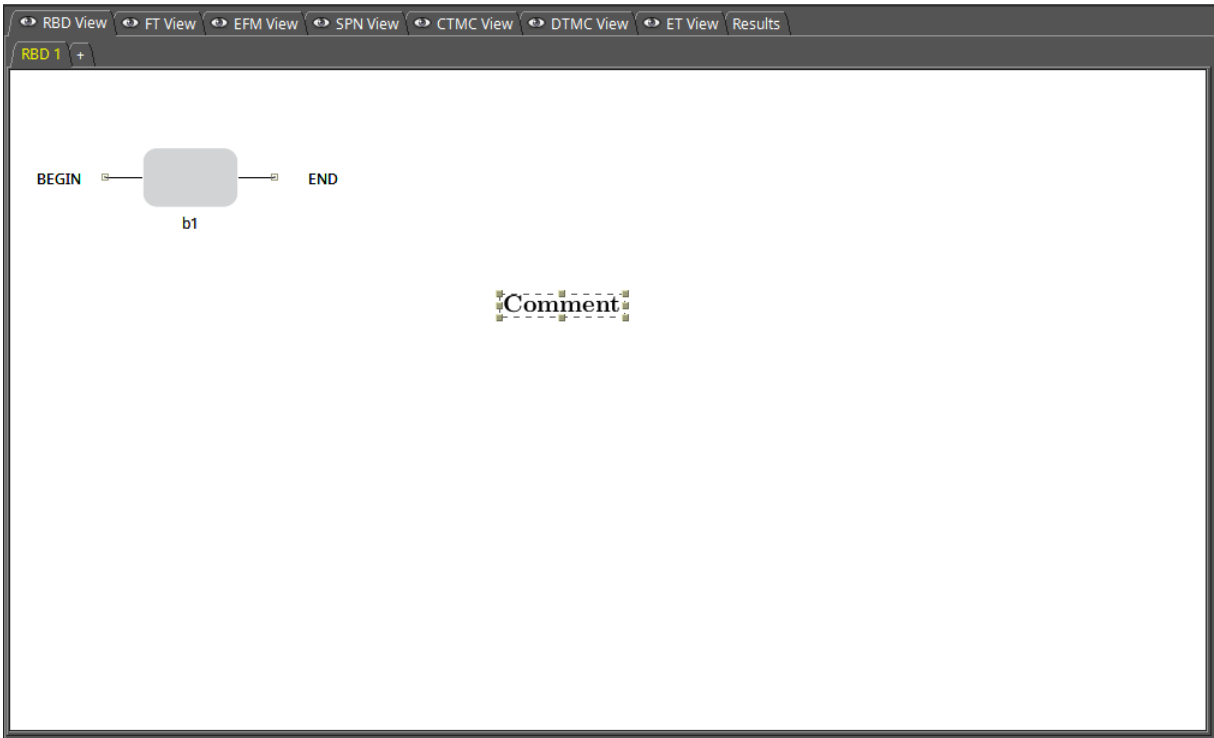 RBD View FT View EFM View SPN View CTMC View DTMC View ET View Results
RBD 1 +
BEGIN END
b1
Comment